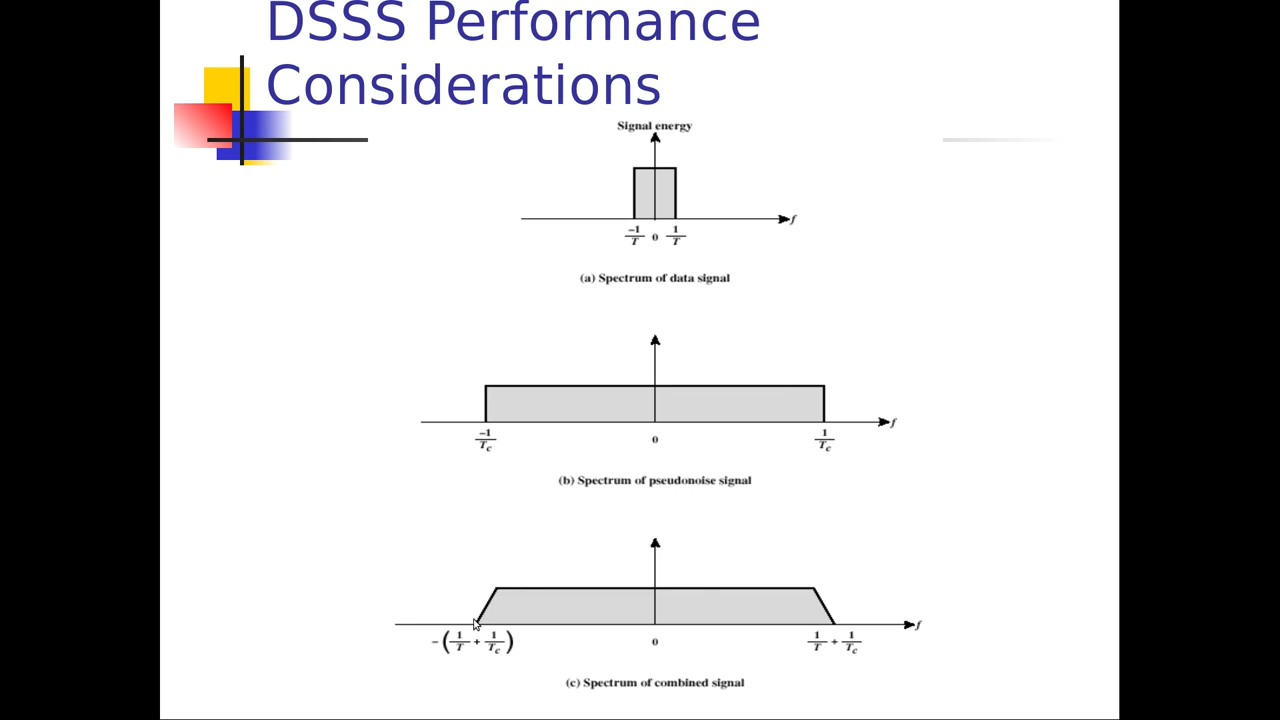 DSSS Performance
Considerations
Signal energy
f
−1/T 0 1/T
(a) Spectrum of data signal
f
−1/Tc 0 1/Tc
(b) Spectrum of pseudonoise signal
f
−(1/T + 1/Tc) 0 1/T + 1/Tc
(c) Spectrum of combined signal